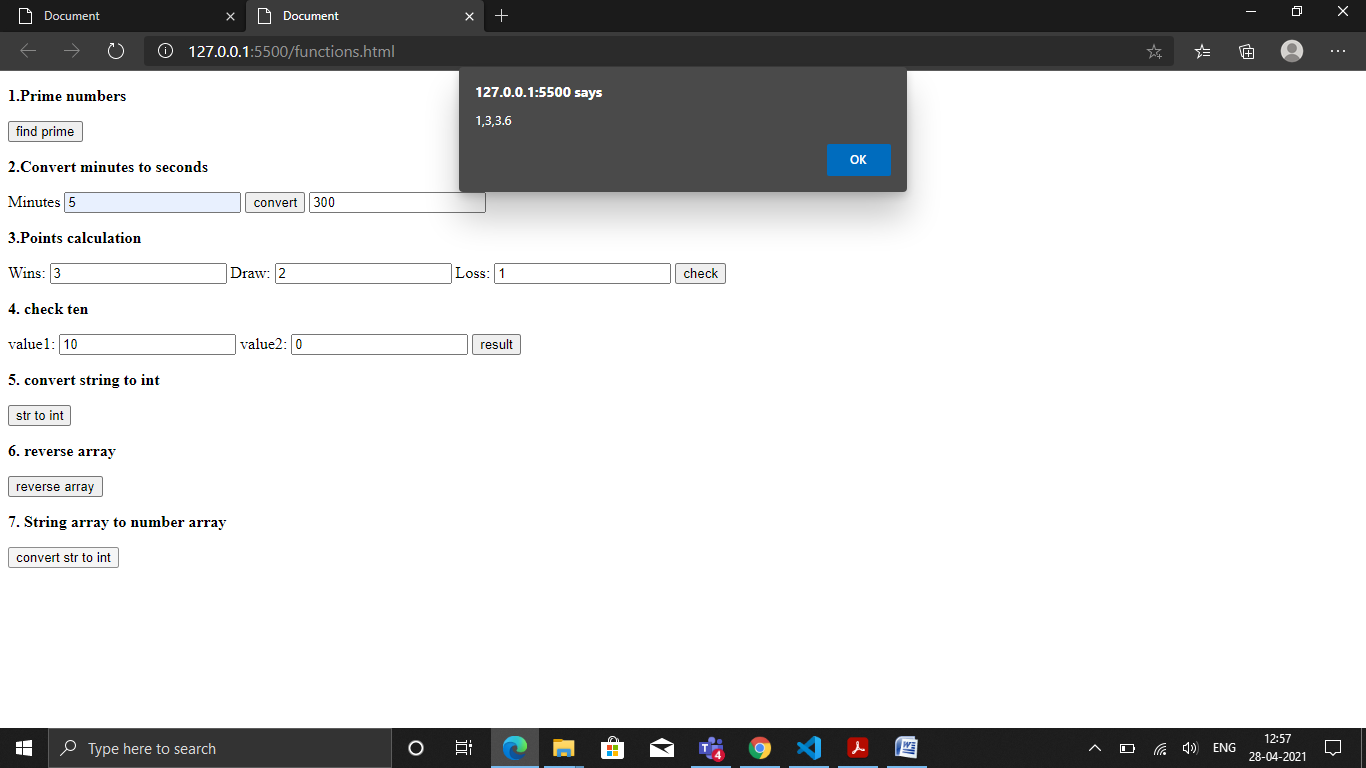 Document
Document
127.0.0.1:5500/functions.html
127.0.0.1:5500 says
1,3,3.6
OK
1.Prime numbers
find prime
2.Convert minutes to seconds
Minutes 5 convert 300
3.Points calculation
Wins: 3 Draw: 2 Loss: 1 check
4. check ten
value1: 10 value2: 0 result
5. convert string to int
str to int
6. reverse array
reverse array
7. String array to number array
convert str to int
Type here to search
4
ENG
12:57
28-04-2021